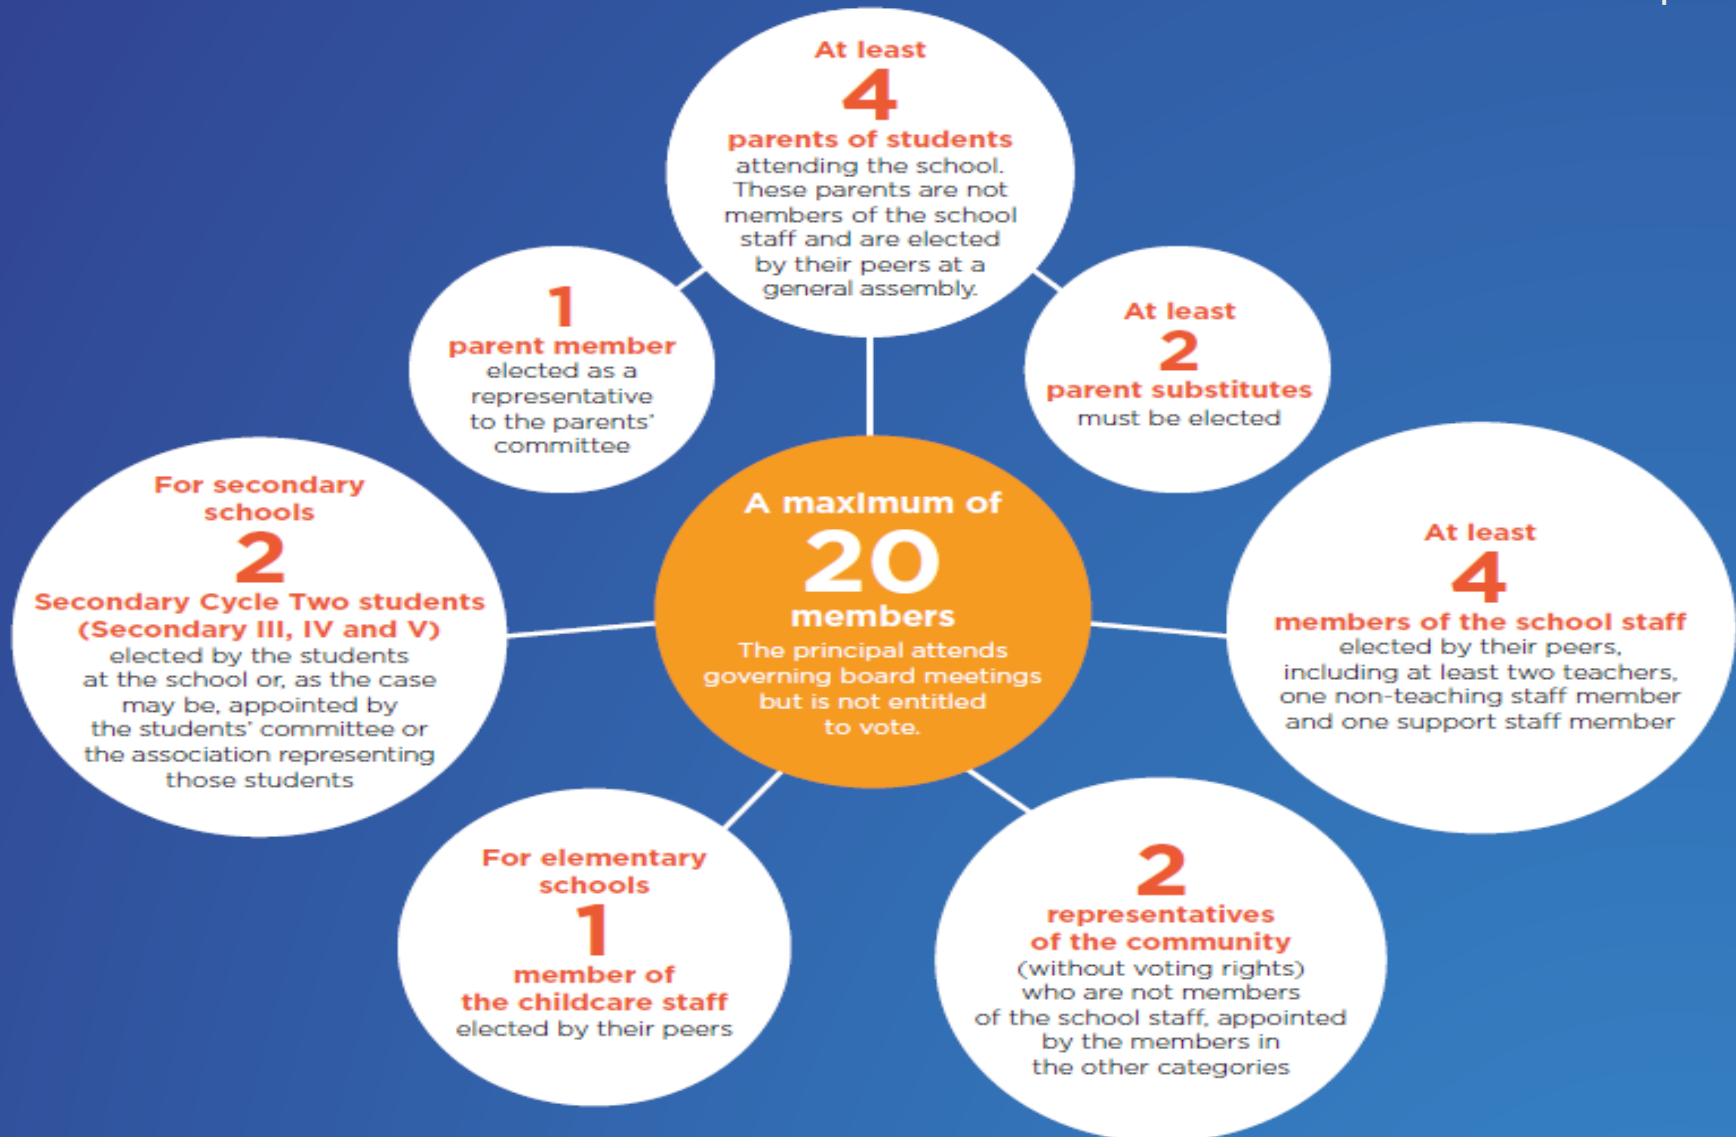 At least
4
parents of students
attending the school.
These parents are not
members of the school
staff and are elected
by their peers at a
general assembly.
1
parent member
elected as a
representative
to the parents'
committee
At least
2
parent substitutes
must be elected
For secondary
schools
2
Secondary Cycle Two students
(Secondary III, IV and V)
elected by the students
at the school or, as the case
may be, appointed by
the students' committee or
the association representing
those students
A maxImum of
20
members
The principal attends
governing board meetings
but is not entitled
to vote.
At least
4
members of the school staff
elected by their peers,
including at least two teachers,
one non-teaching staff member
and one support staff member
For elementary
schools
1
member of
the childcare staff
elected by their peers
2
representatives
of the community
(without voting rights)
who are not members
of the school staff, appointed
by the members in
the other categories